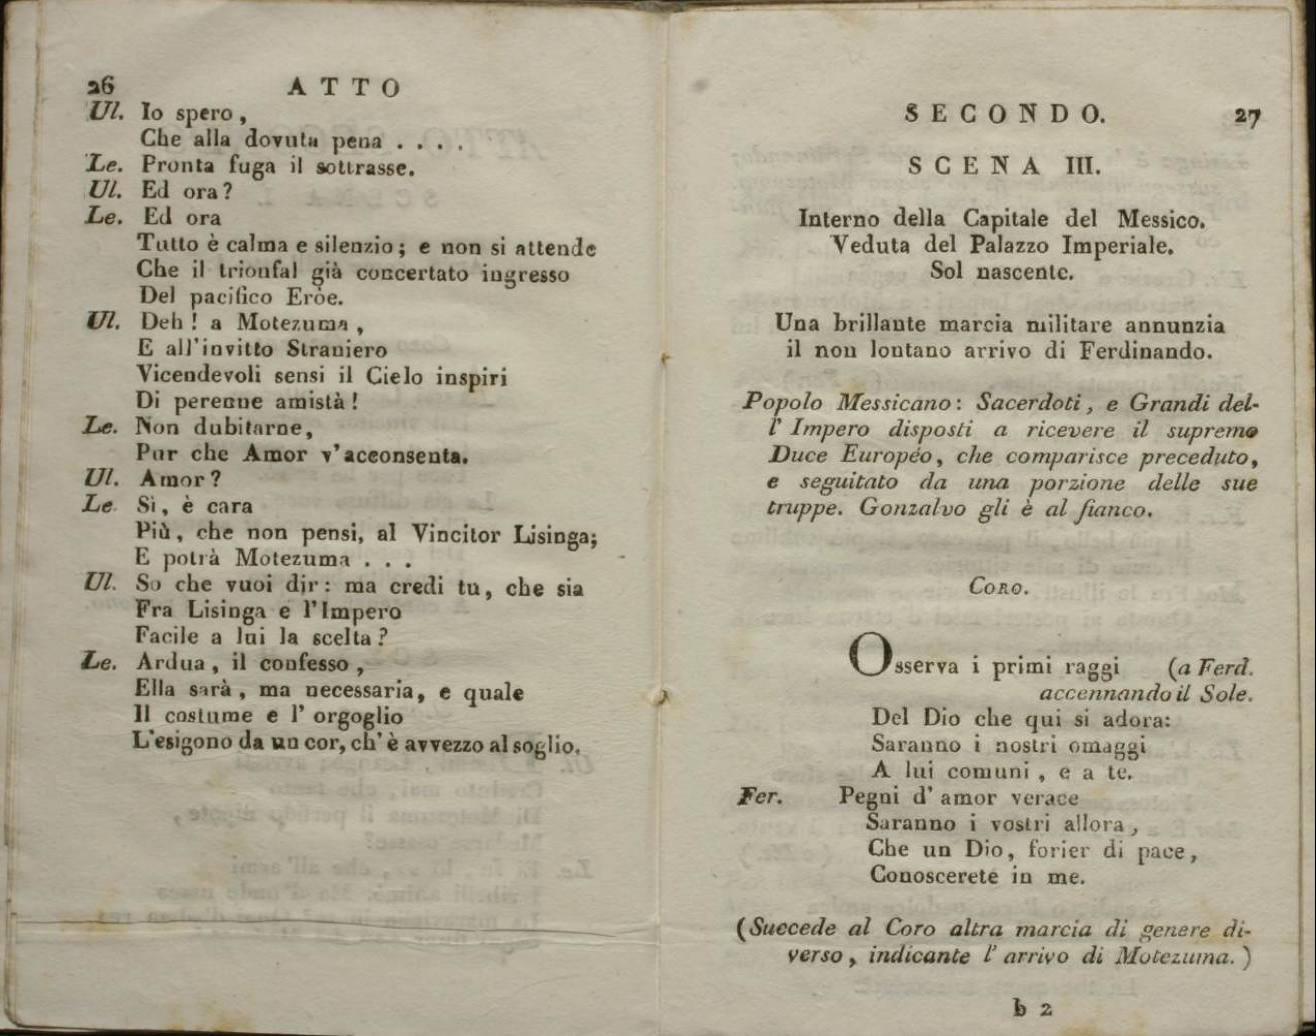 26 ATTO
Ul. Io spero,
Che alla dovuta pena . . . .
Le. Pronta fuga il sottrasse.
Ul. Ed ora?
Le. Ed ora
Tutto è calma e silenzio; e non si attende
Che il trionfal già concertato ingresso
Del pacifico Eròe.
Ul. Deh! a Motezuma,
E all'invitto Straniero
Vicendevoli sensi il Cielo inspiri
Di perenne amistà!
Le. Non dubitarne,
Pur che Amor v'acconsenta.
Ul. Amor?
Le Sì, è cara
Più, che non pensi, al Vincitor Lisinga;
E potrà Motezuma . . .
Ul. So che vuoi dir: ma credi tu, che sia
Fra Lisinga e l'Impero
Facile a lui la scelta?
Le. Ardua, il confesso,
Ella sarà, ma necessaria, e quale
Il costume e l'orgoglio
L'esigono da un cor, ch'è avvezzo al soglio.
SECONDO. 27
SCENA III.
Interno della Capitale del Messico.
Veduta del Palazzo Imperiale.
Sol nascente.
Una brillante marcia militare annunzia
il non lontano arrivo di Ferdinando.
Popolo Messicano: Sacerdoti, e Grandi del-
l'Impero disposti a ricevere il supremo
Duce Européo, che comparisce preceduto,
e seguitato da una porzione delle sue
truppe. Gonzalvo gli è al fianco.
CORO.
Osserva i primi raggi (a Ferd.
accennando il Sole.
Del Dio che qui si adora:
Saranno i nostri omaggi
A lui comuni, e a te.
Fer. Pegni d'amor verace
Saranno i vostri allora,
Che un Dio, forier di pace,
Conoscerete in me.
(Succede al Coro altra marcia di genere di-
verso, indicante l'arrivo di Motezuma.)
b 2